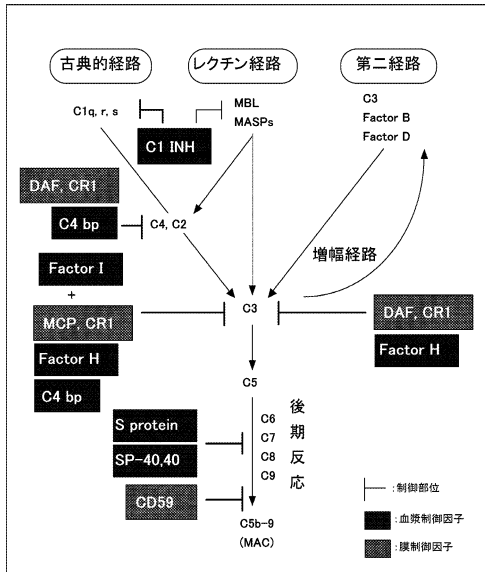 古典的経路
レクチン経路
第二経路
C1q, r, s
MBL
MASPs
C3
Factor B
Factor D
C1 INH
DAF, CR1
C4 bp
C4, C2
増幅経路
Factor I
+
MCP, CR1
Factor H
C4 bp
C3
DAF, CR1
Factor H
C5
S protein
SP-40,40
C6
C7
C8
C9
後期反応
CD59
C5b-9
(MAC)
:制御部位
:血漿制御因子
:膜制御因子